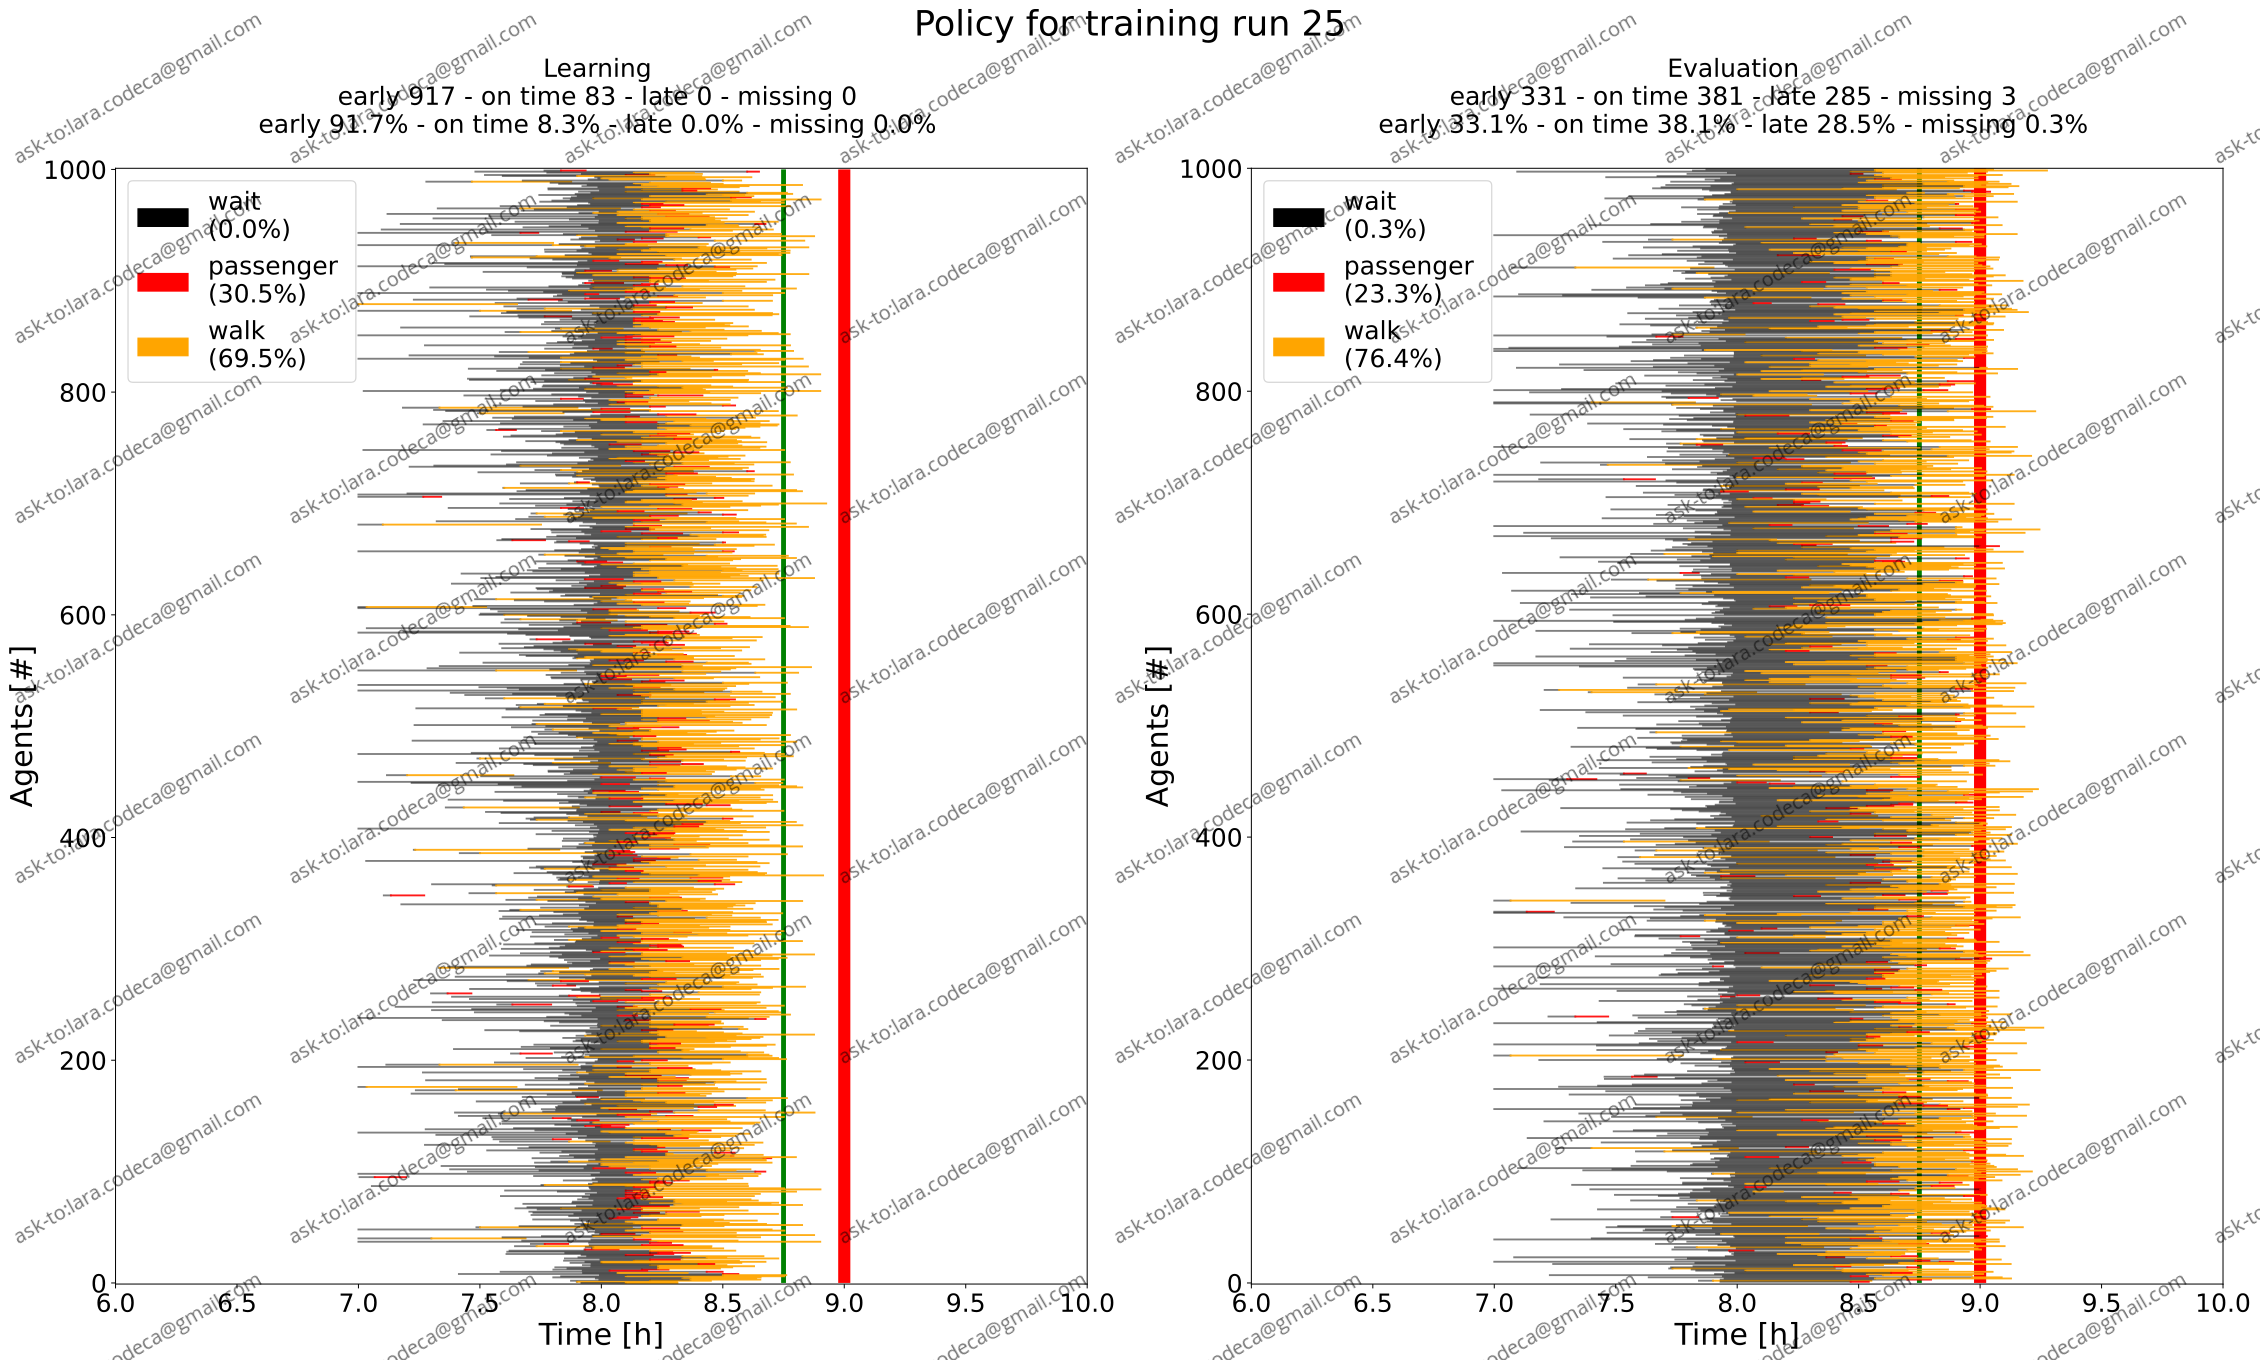 Policy for training run 25
Learning
early 917 - on time 83 - late 0 - missing 0
early 91.7% - on time 8.3% - late 0.0% - missing 0.0%
wait
(0.0%)
passenger
(30.5%)
walk
(69.5%)
Agents [#]
1000
800
600
400
200
0
6.0 6.5 7.0 7.5 8.0 8.5 9.0 9.5 10.0
Time [h]
Evaluation
early 331 - on time 381 - late 285 - missing 3
early 33.1% - on time 38.1% - late 28.5% - missing 0.3%
wait
(0.3%)
passenger
(23.3%)
walk
(76.4%)
Agents [#]
1000
800
600
400
200
0
6.0 6.5 7.0 7.5 8.0 8.5 9.0 9.5 10.0
Time [h]
ask-to:lara.codeca@gmail.com